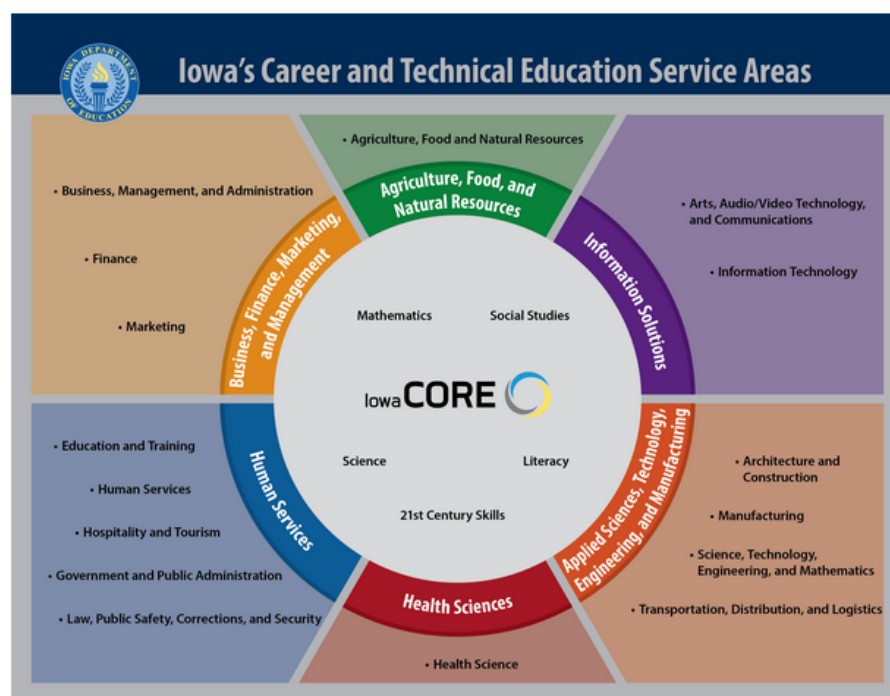 IOWA DEPARTMENT
OF EDUCATION
Iowa's Career and Technical Education Service Areas
• Agriculture, Food and Natural Resources
Agriculture, Food, and
Natural Resources
• Business, Management, and Administration
• Finance
• Marketing
Business, Finance, Marketing,
and Management
• Arts, Audio/Video Technology,
and Communications
• Information Technology
Information Solutions
Mathematics
Social Studies
Iowa CORE
Science
Literacy
21st Century Skills
• Education and Training
• Human Services
• Hospitality and Tourism
• Government and Public Administration
• Law, Public Safety, Corrections, and Security
Human Services
• Architecture and
Construction
• Manufacturing
• Science, Technology,
Engineering, and Mathematics
• Transportation, Distribution, and Logistics
Applied Sciences, Technology,
Engineering, and Manufacturing
Health Sciences
• Health Science